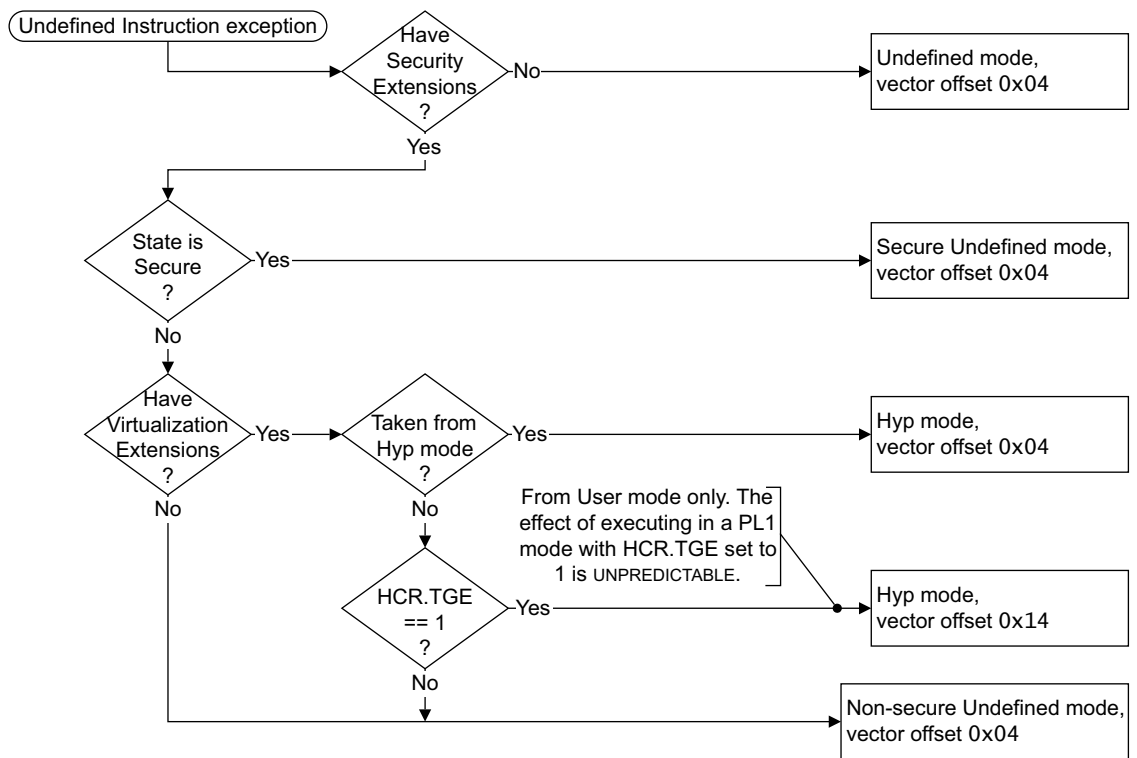 Undefined Instruction exception
Have
Security
Extensions
?
No
Undefined mode,
vector offset 0x04
Yes
State is
Secure
?
Yes
Secure Undefined mode,
vector offset 0x04
No
Have
Virtualization
Extensions
?
Yes
Taken from
Hyp mode
?
Yes
Hyp mode,
vector offset 0x04
No
No
From User mode only. The
effect of executing in a PL1
mode with HCR.TGE set to
1 is UNPREDICTABLE.
HCR.TGE
== 1
?
Yes
Hyp mode,
vector offset 0x14
No
Non-secure Undefined mode,
vector offset 0x04